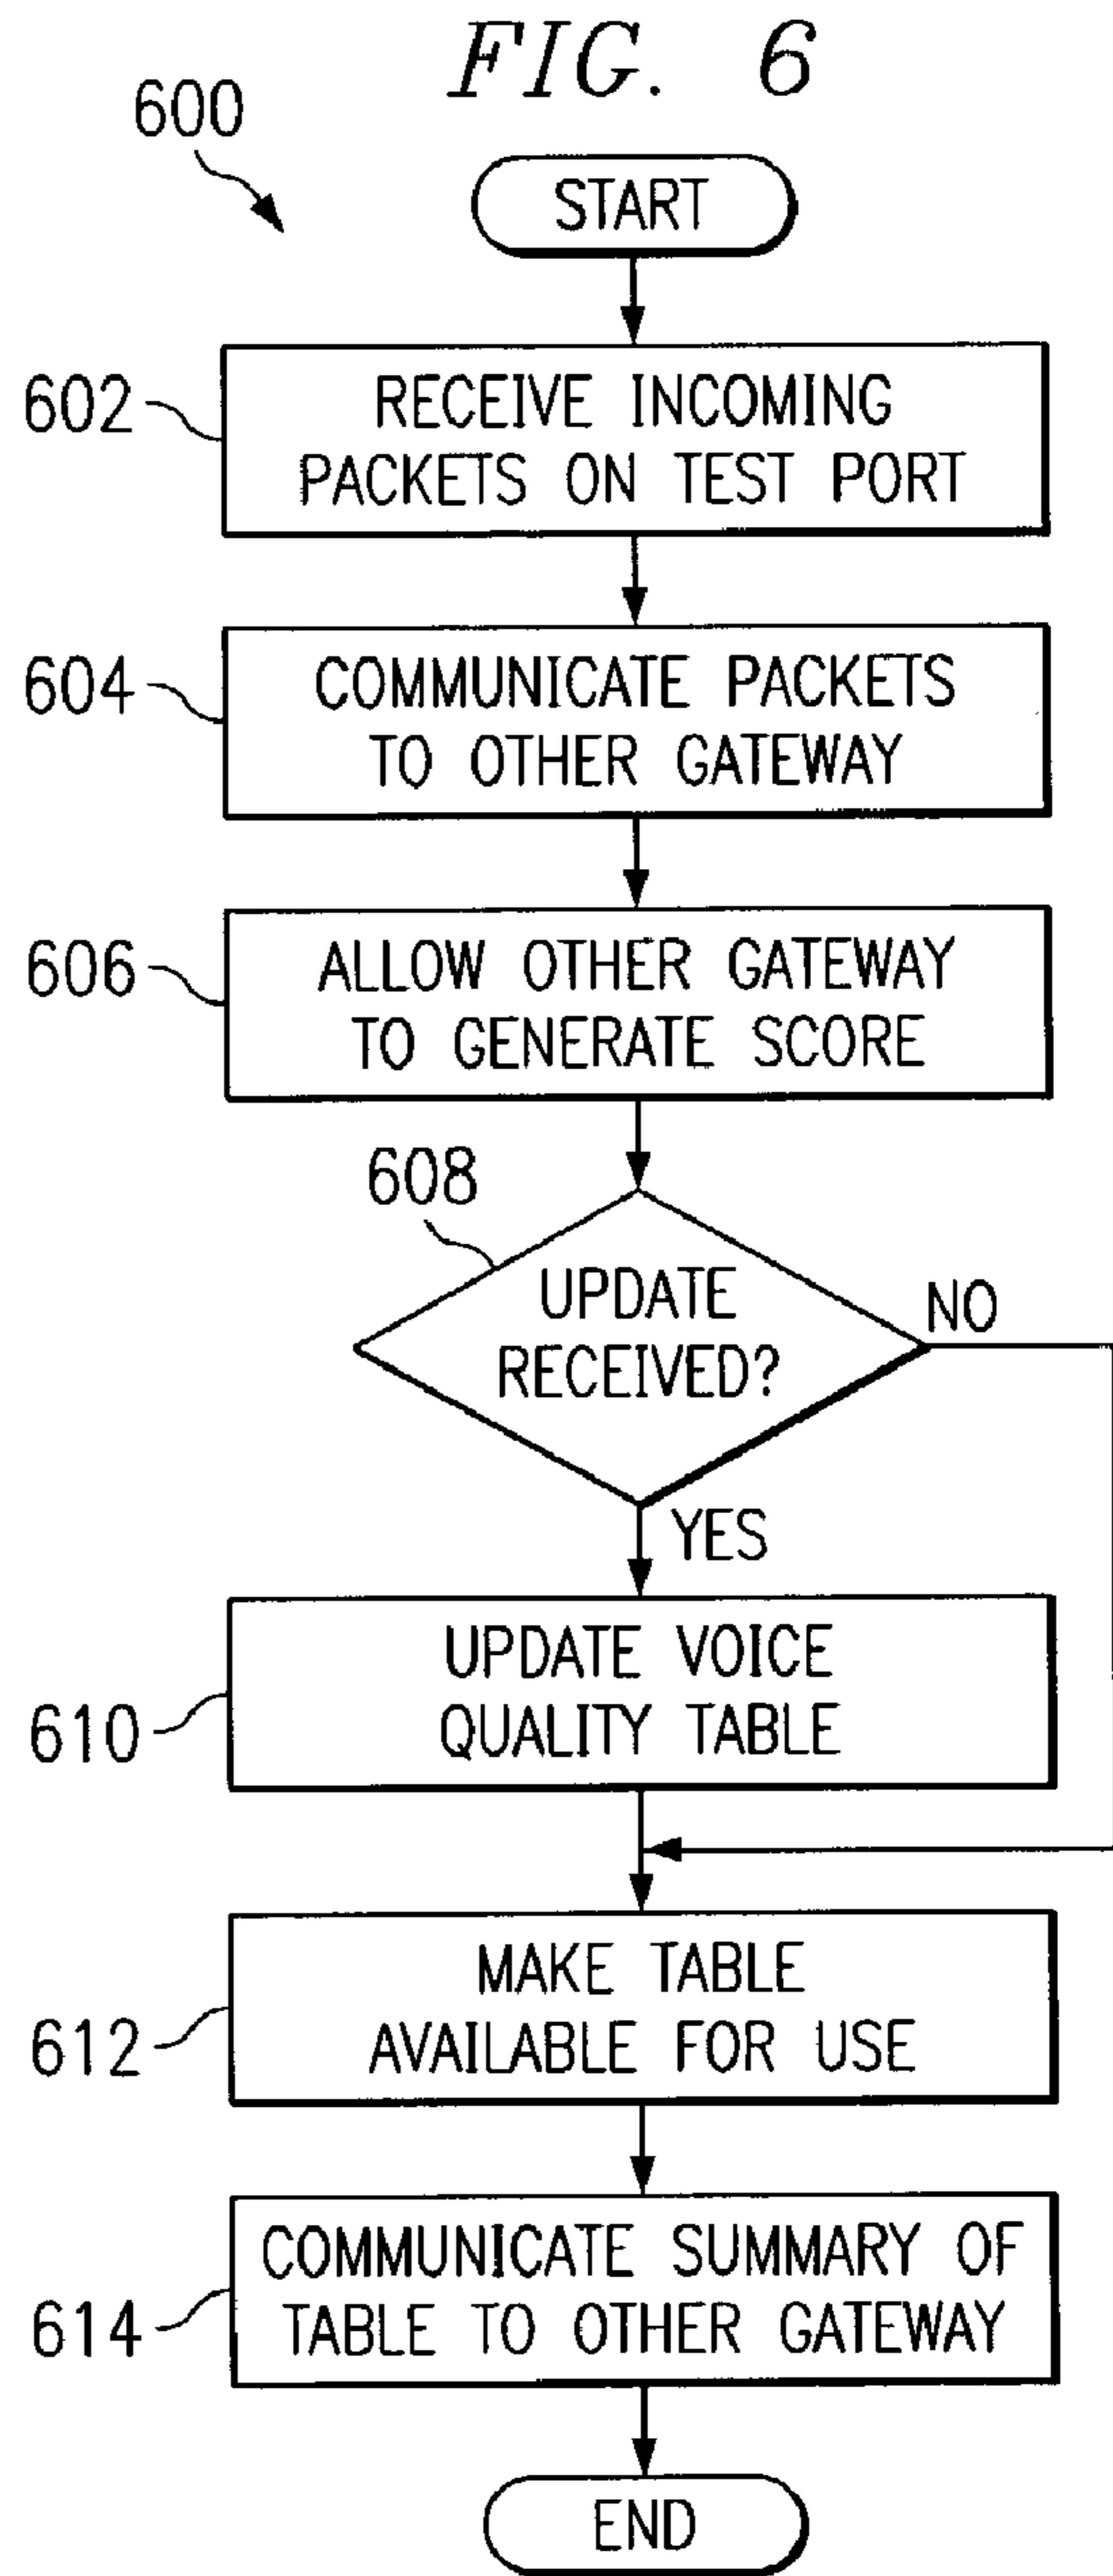 FIG. 6
600
START
602
RECEIVE INCOMING
PACKETS ON TEST PORT
604
COMMUNICATE PACKETS
TO OTHER GATEWAY
606
ALLOW OTHER GATEWAY
TO GENERATE SCORE
608
UPDATE
RECEIVED?
NO
YES
610
UPDATE VOICE
QUALITY TABLE
612
MAKE TABLE
AVAILABLE FOR USE
614
COMMUNICATE SUMMARY OF
TABLE TO OTHER GATEWAY
END